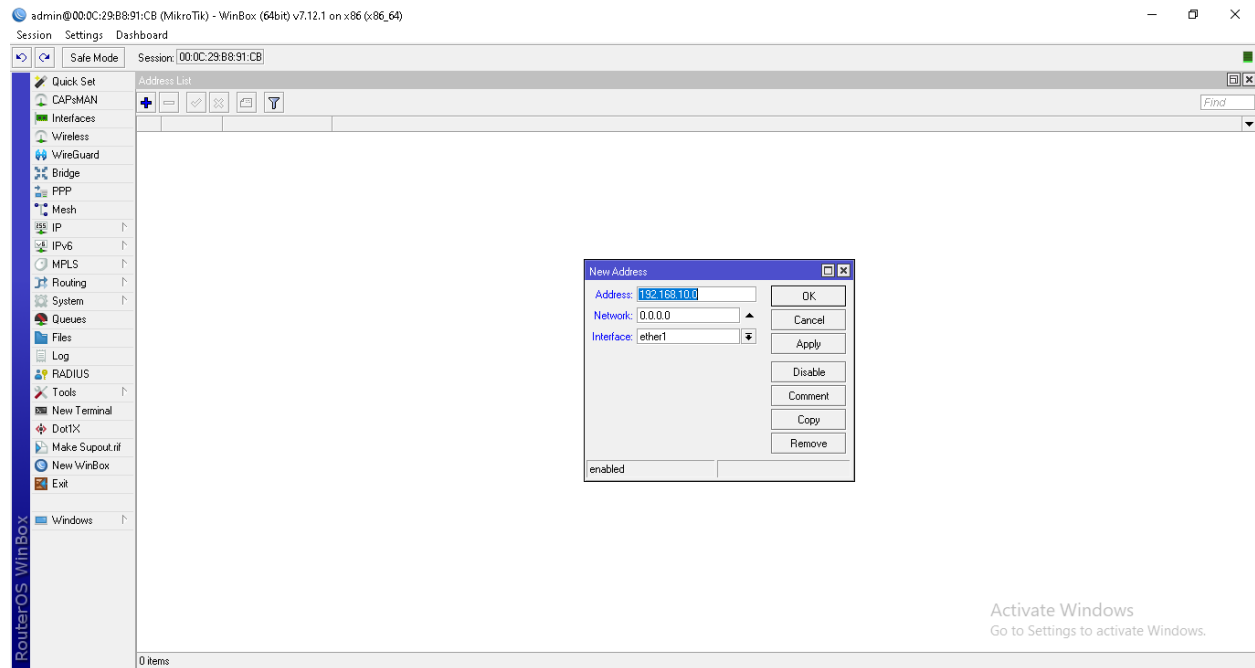 admin@00:0C:29:B8:91:CB (MikroTik) - WinBox (64bit) v7.12.1 on x86 (x86_64)
Session Settings Dashboard
Safe Mode Session: 00:0C:29:B8:91:CB
Quick Set
CAPsMAN
Interfaces
Wireless
WireGuard
Bridge
PPP
Mesh
IP
IPv6
MPLS
Routing
System
Queues
Files
Log
RADIUS
Tools
New Terminal
Dot1X
Make Supout.rif
New WinBox
Exit
Windows
RouterOS WinBox
Address List
Find
New Address
Address: 192.168.10.0
Network: 0.0.0.0
Interface: ether1
OK
Cancel
Apply
Disable
Comment
Copy
Remove
enabled
Activate Windows
Go to Settings to activate Windows.
0 items